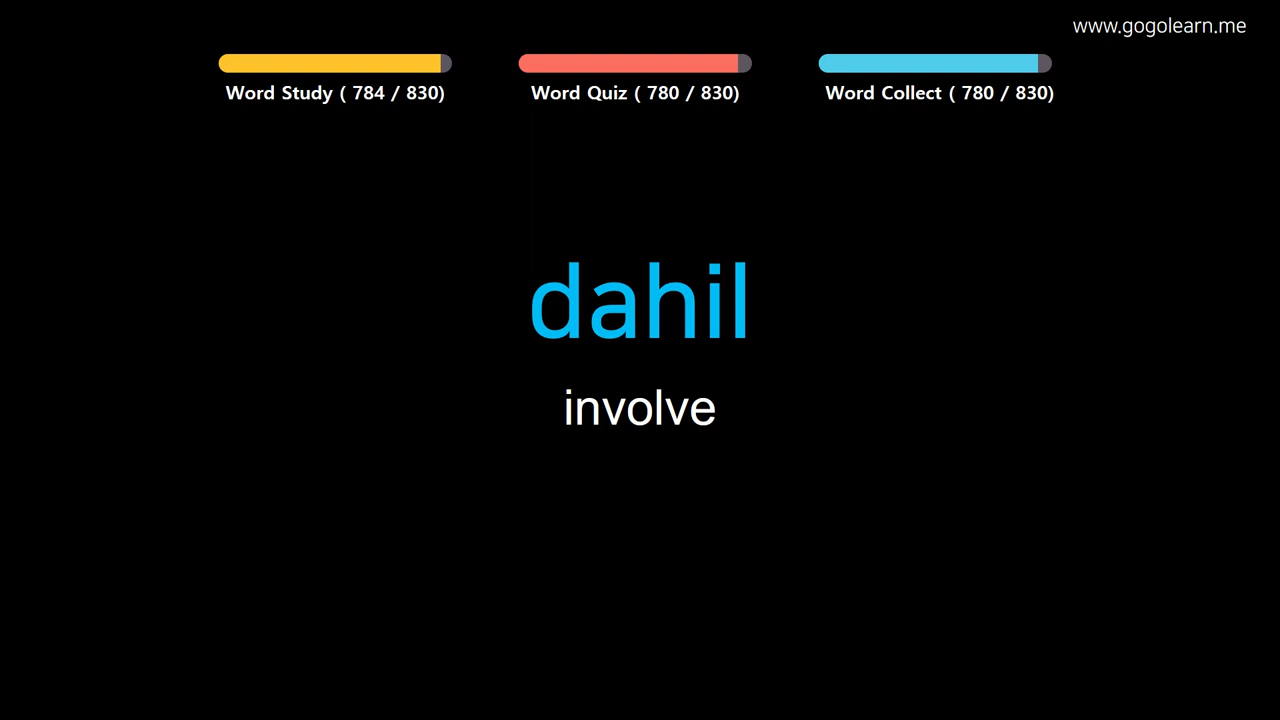 www.gogolearn.me
Word Study ( 784 / 830)
Word Quiz ( 780 / 830)
Word Collect ( 780 / 830)
dahil
involve